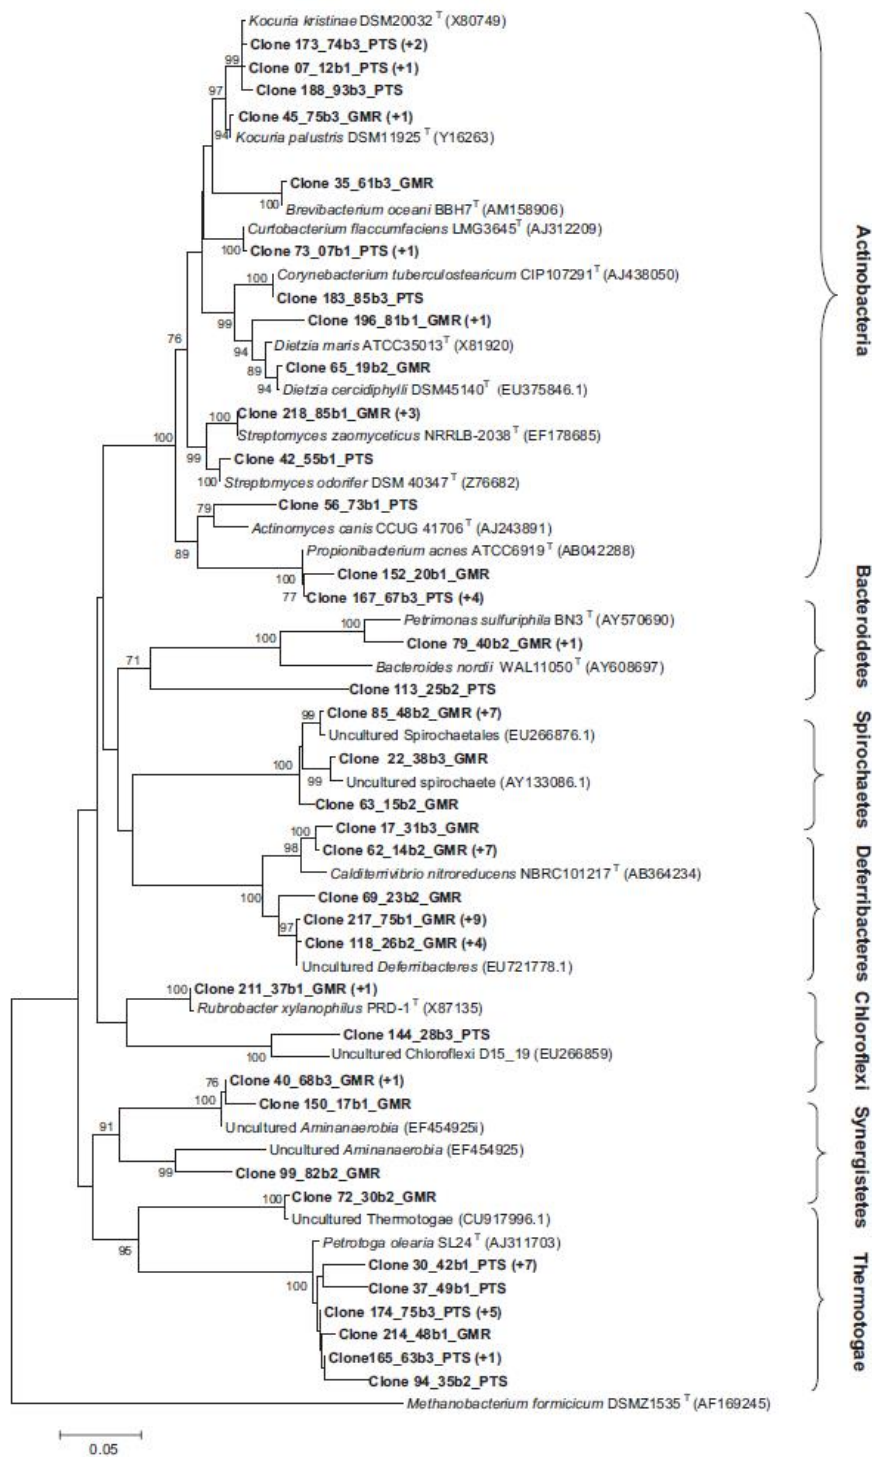 Kocuria kristinae DSM20032 T (X80749)
Clone 173_74b3_PTS (+2)
99
Clone 07_12b1_PTS (+1)
97
Clone 188_93b3_PTS
Clone 45_75b3_GMR (+1)
94
Kocuria palustris DSM11925 T (Y16263)
Clone 35_61b3_GMR
100
Brevibacterium oceani BBH7 T (AM158906)
Curtobacterium flaccumfaciens LMG3645 T (AJ312209)
100
Clone 73_07b1_PTS (+1)
100
Corynebacterium tuberculostearicum CIP107291 T (AJ438050)
Clone 183_85b3_PTS
99
Clone 196_81b1_GMR (+1)
76
94
Dietzia maris ATCC35013 T (X81920)
89
Clone 65_19b2_GMR
94
Dietzia cercidiphylli DSM45140 T (EU375846.1)
100
Clone 218_85b1_GMR (+3)
100
Streptomyces zaomyceticus NRRLB-2038 T (EF178685)
99
Clone 42_55b1_PTS
100
Streptomyces odorifer DSM 40347 T (Z76682)
79
Clone 56_73b1_PTS
Actinomyces canis CCUG 41706 T (AJ243891)
89
Propionibacterium acnes ATCC6919 T (AB042288)
100
Clone 152_20b1_GMR
77
Clone 167_67b3_PTS (+4)
Actinobacteria
100
Petrimonas sulfuriphila BN3 T (AY570690)
100
Clone 79_40b2_GMR (+1)
71
Bacteroides nordii WAL11050 T (AY608697)
Clone 113_25b2_PTS
Bacteroidetes
99
Clone 85_48b2_GMR (+7)
Uncultured Spirochaetales (EU266876.1)
100
Clone 22_38b3_GMR
99
Uncultured spirochaete (AY133086.1)
Clone 63_15b2_GMR
Spirochaetes
100
Clone 17_31b3_GMR
98
Clone 62_14b2_GMR (+7)
Calditerrivibrio nitroreducens NBRC101217 T (AB364234)
100
Clone 69_23b2_GMR
97
Clone 217_75b1_GMR (+9)
Clone 118_26b2_GMR (+4)
Uncultured Deferribacteres (EU721778.1)
Deferribacteres
100
Clone 211_37b1_GMR (+1)
Rubrobacter xylanophilus PRD-1 T (X87135)
Clone 144_28b3_PTS
100
Uncultured Chloroflexi D15_19 (EU266859)
Chloroflexi
76
Clone 40_68b3_GMR (+1)
100
Clone 150_17b1_GMR
91
Uncultured Aminanaerobia (EF454925i)
Uncultured Aminanaerobia (EF454925)
99
Clone 99_82b2_GMR
Synergistetes
100
Clone 72_30b2_GMR
Uncultured Thermotogae (CU917996.1)
95
Petrotoga olearia SL24 T (AJ311703)
100
Clone 30_42b1_PTS (+7)
Clone 37_49b1_PTS
Clone 174_75b3_PTS (+5)
Clone 214_48b1_GMR
Clone165_63b3_PTS (+1)
Clone 94_35b2_PTS
Thermotogae
Methanobacterium formicicum DSMZ1535 T (AF169245)
0.05